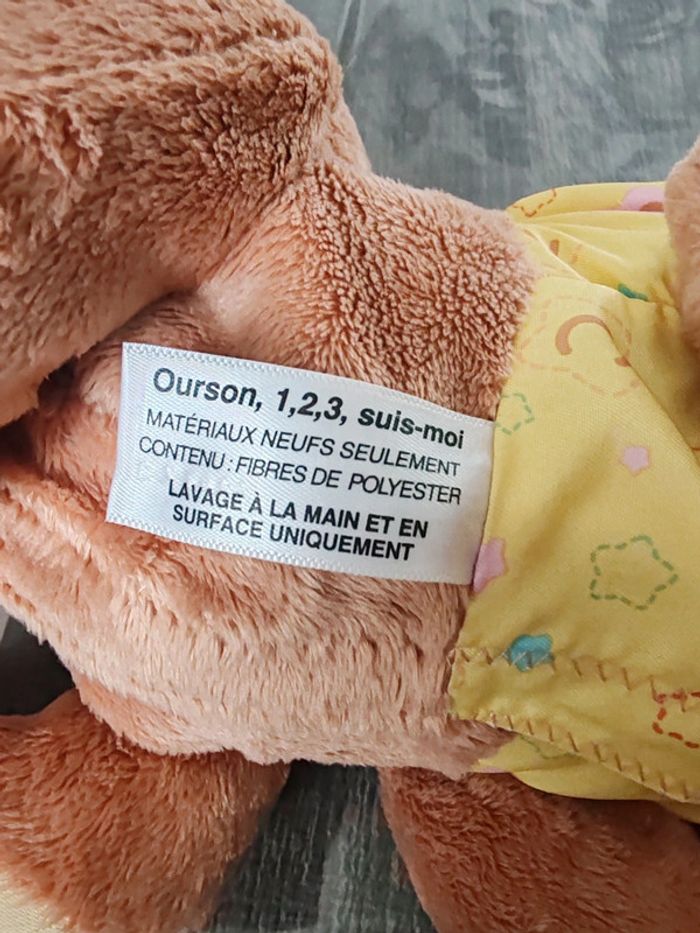 Ourson, 1,2,3, suis-moi
MATÉRIAUX NEUFS SEULEMENT
CONTENU : FIBRES DE POLYESTER
LAVAGE À LA MAIN ET EN
SURFACE UNIQUEMENT